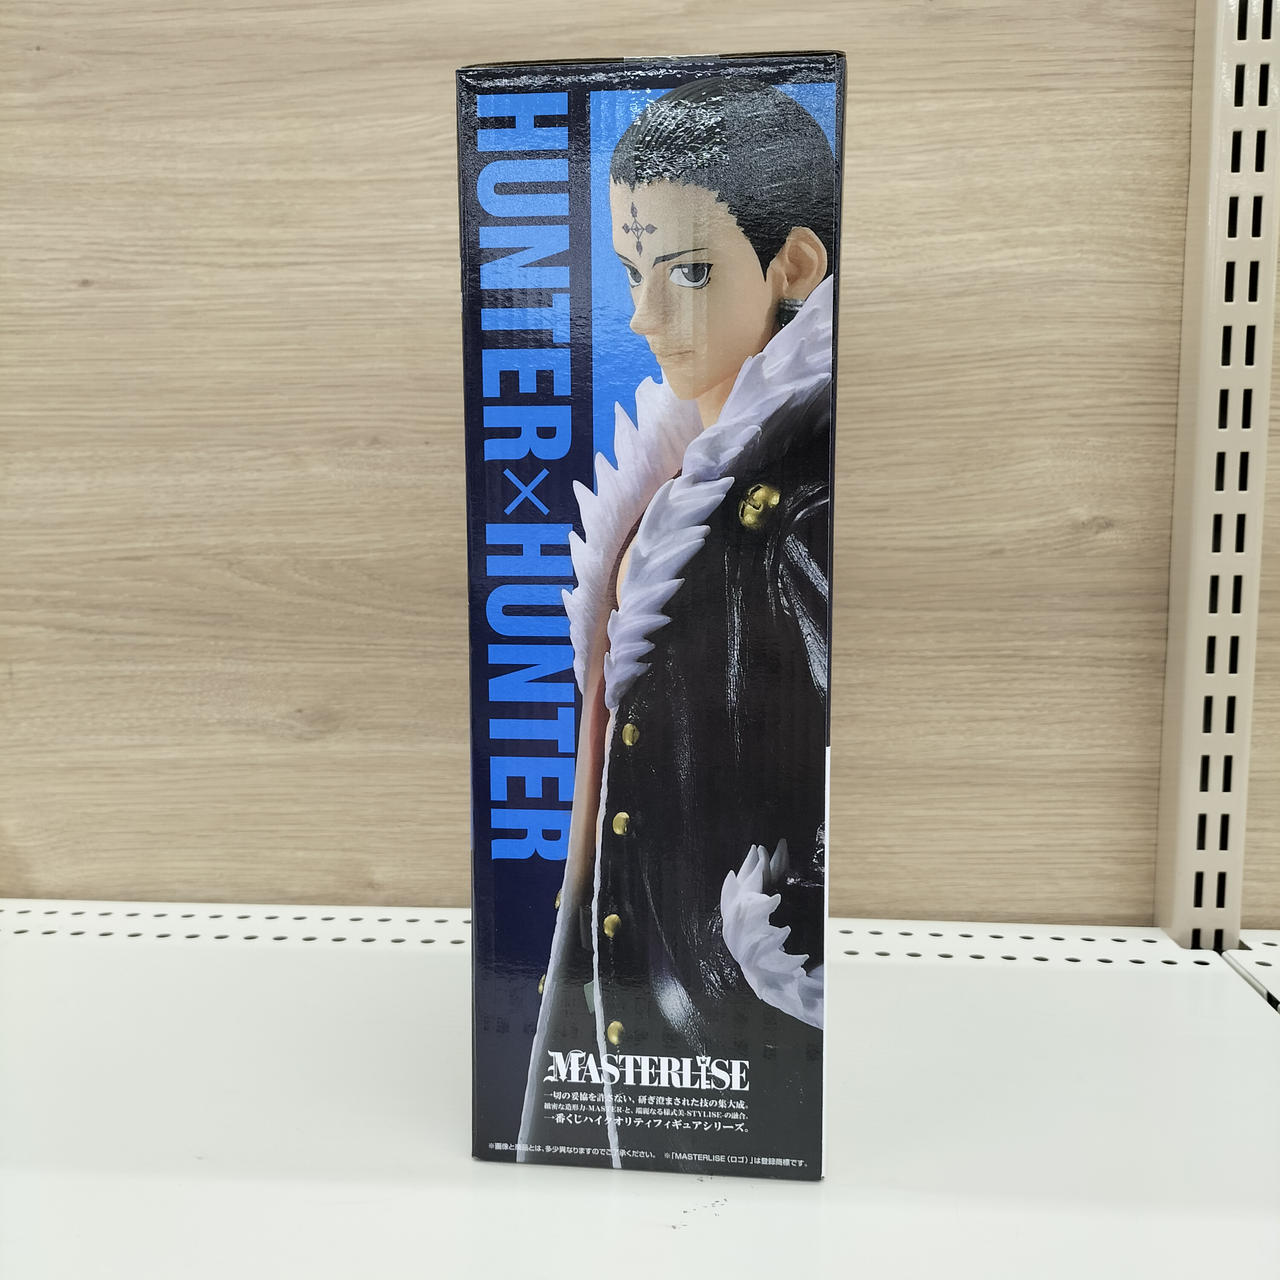 HUNTER×HUNTER
MASTERLISE
一切の妥協を許さない、研ぎ澄まされた技の集大成。
緻密な造形力-MASTER-と、端麗なる様式美-STYLISE-の融合。
一番くじハイクオリティフィギュアシリーズ。
※画像と商品とは、多少異なりますのでご了承ください。 ※「MASTERLISE(ロゴ)」は登録商標です。